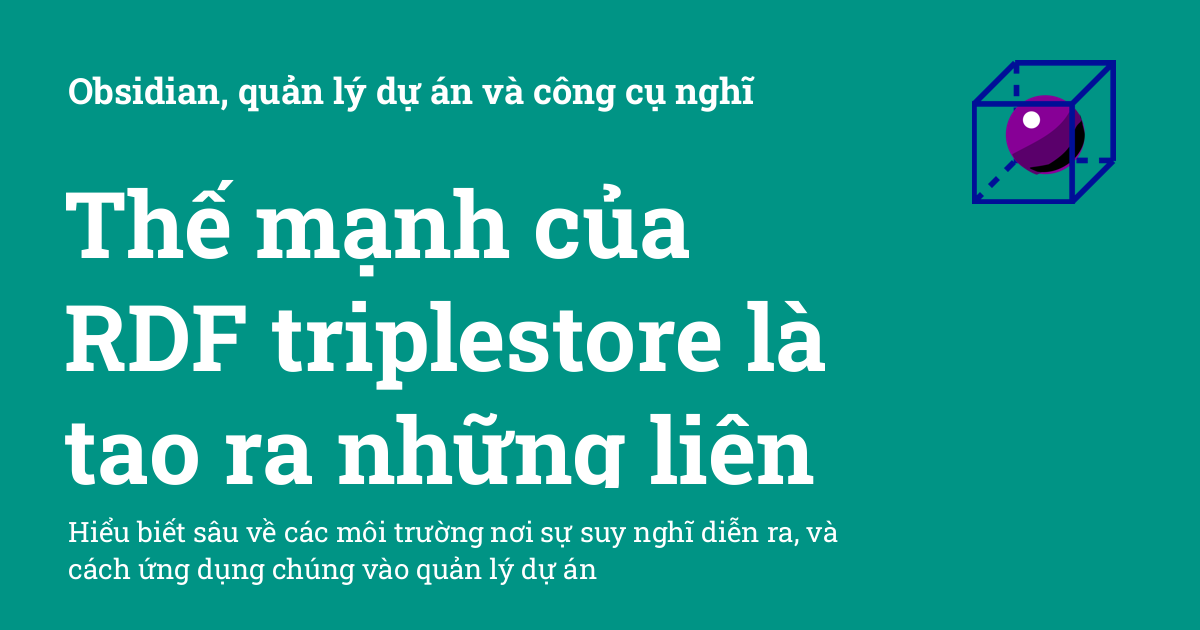 Obsidian, quản lý dự án và công cụ nghĩ
Thế mạnh của
RDF triplestore là
tạo ra những liên
Hiểu biết sâu về các môi trường nơi sự suy nghĩ diễn ra, và
cách ứng dụng chúng vào quản lý dự án